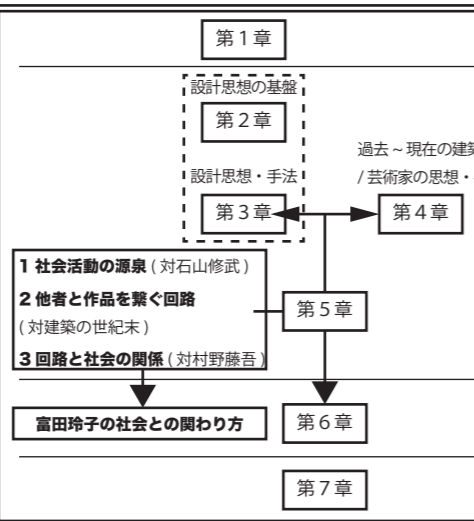 第1章
設計思想の基盤
第2章
過去~現在の建築
設計思想・手法
/芸術家の思想・
第3章
第4章
1 社会活動の源泉(対石山修武)
2 他者と作品を繋ぐ回路
(対建築の世紀末)
第5章
3 回路と社会の関係(対村野藤吾)
富田玲子の社会との関わり方
第6章
第7章